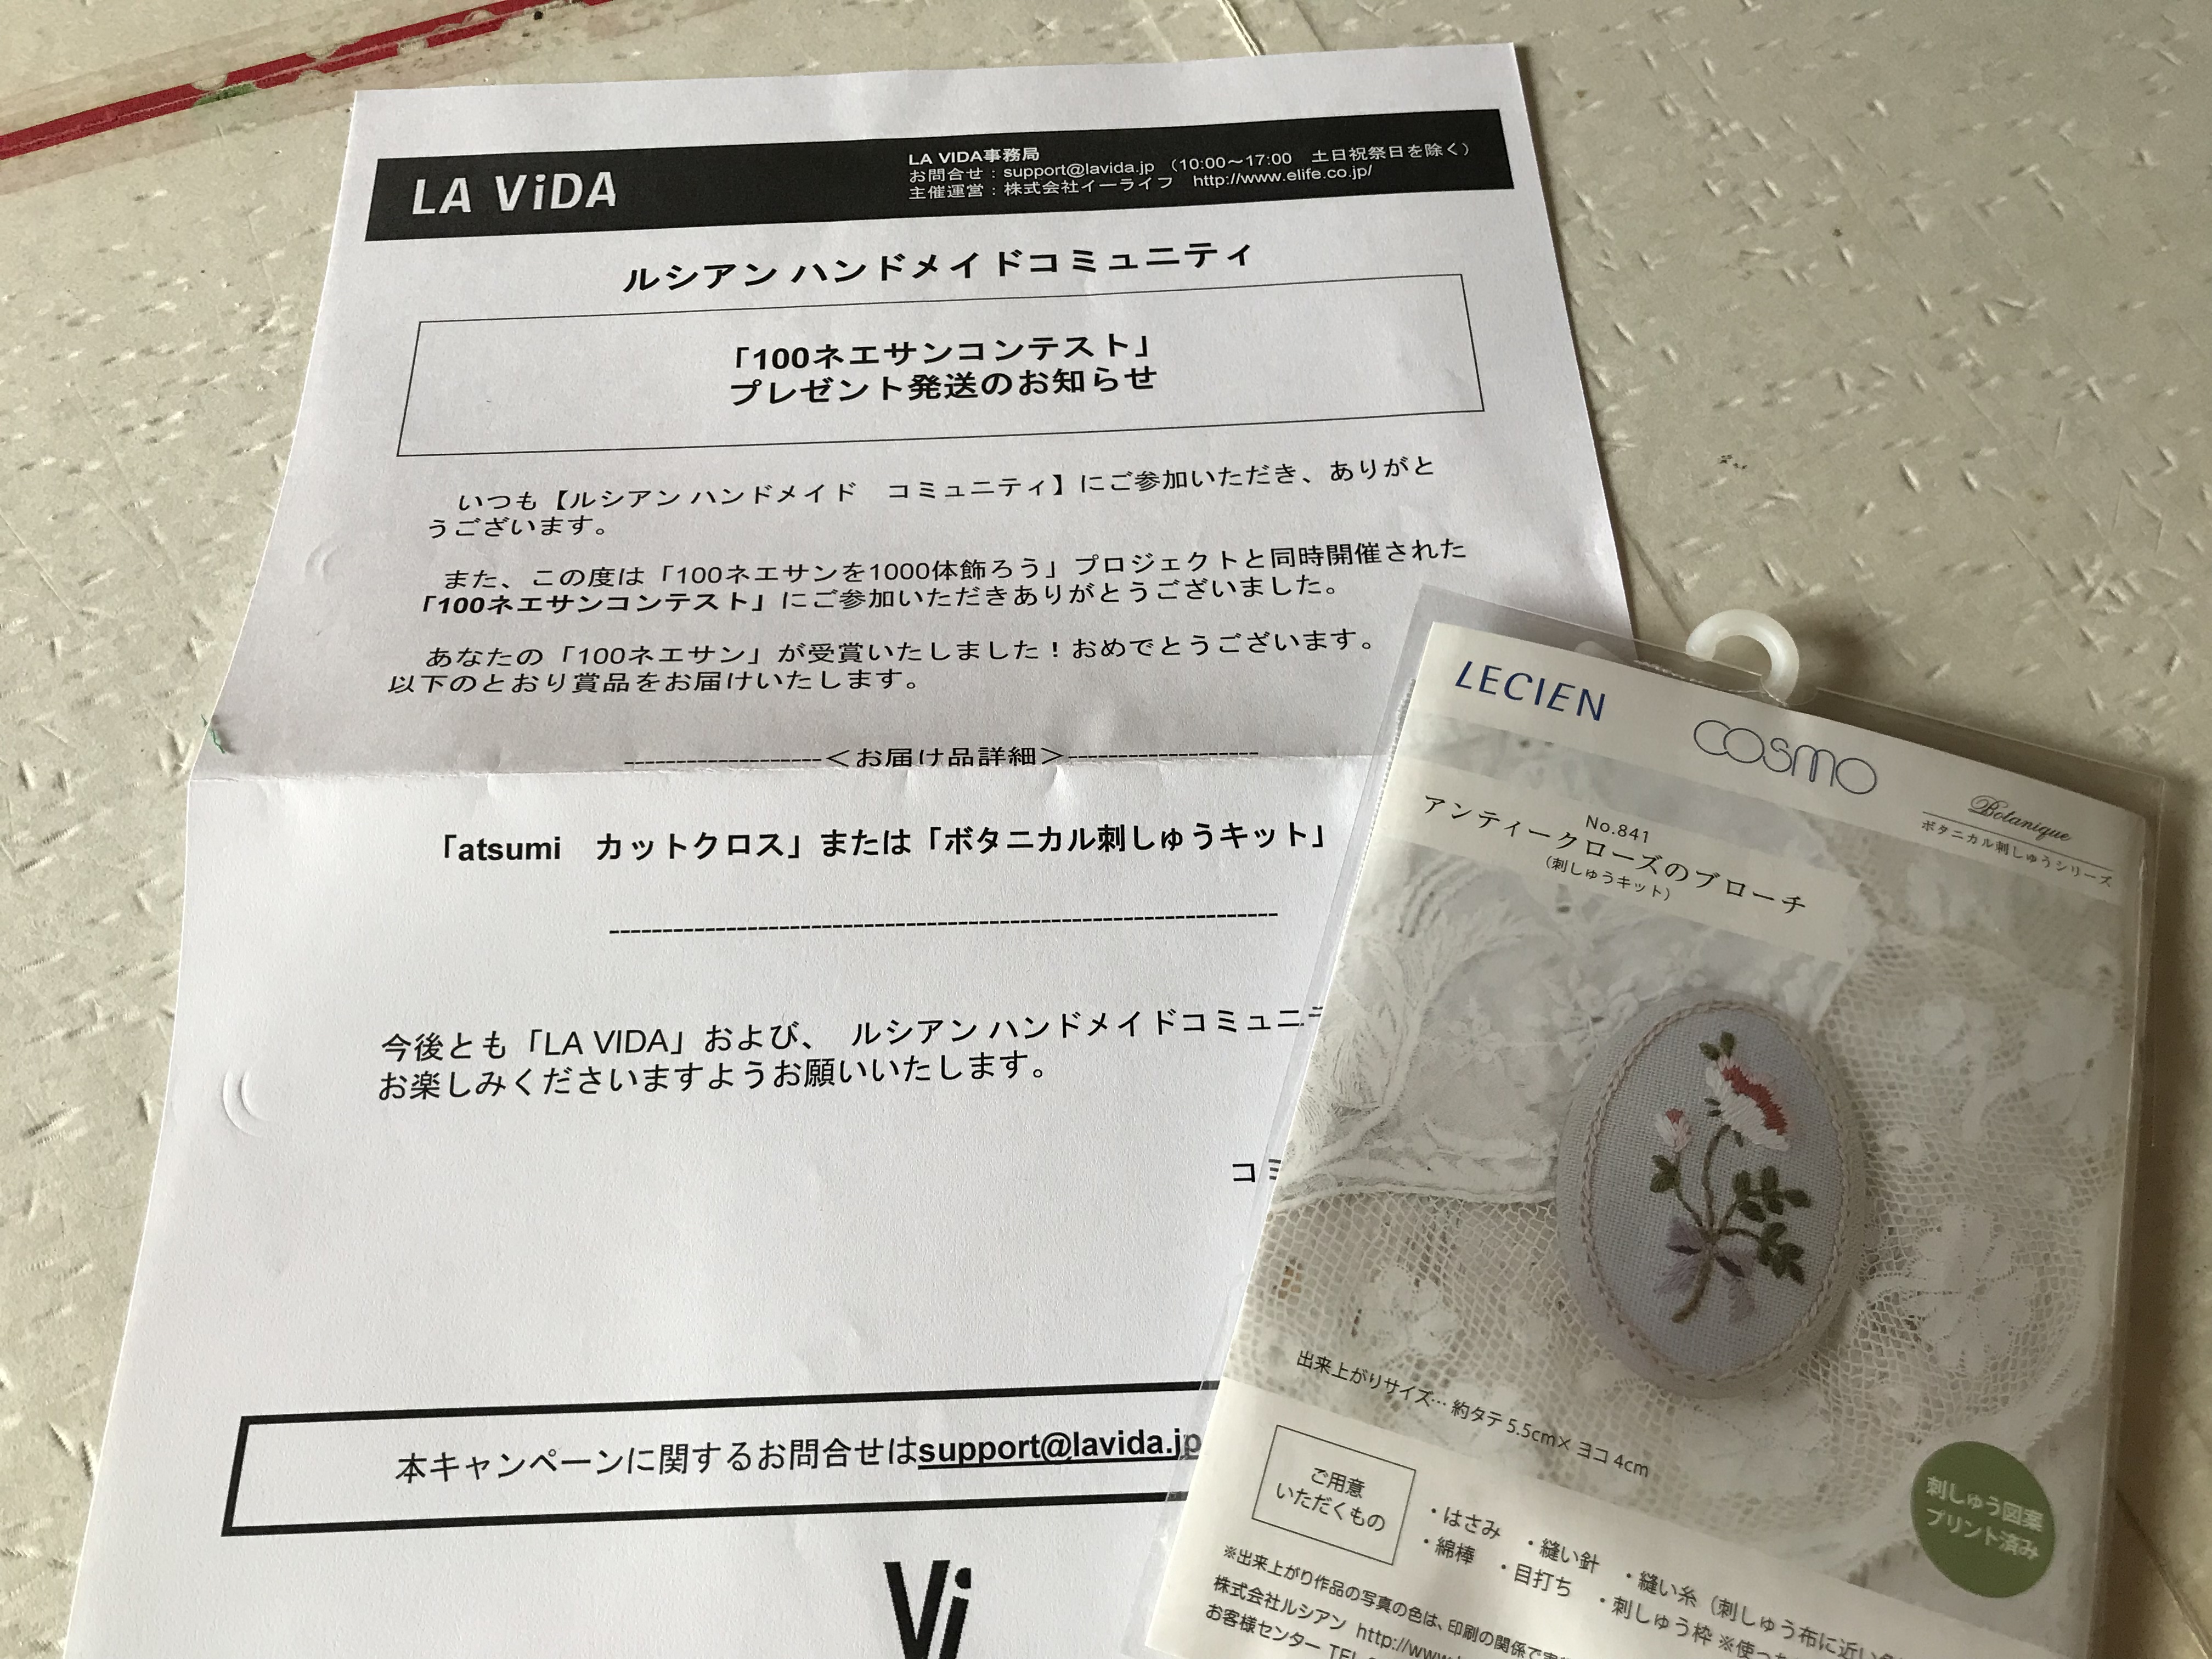 LA ViDA
LA VIDA事務局
お問合せ：support@lavida.jp （10:00～17:00　土日祝祭日を除く）
主催運営：株式会社イーライフ　http://www.elife.co.jp/
ルシアン ハンドメイドコミュニティ
「100ネエサンコンテスト」
プレゼント発送のお知らせ
いつも【ルシアン ハンドメイド　コミュニティ】にご参加いただき、ありがと
うございます。
また、この度は「100ネエサンを1000体飾ろう」プロジェクトと同時開催された
「100ネエサンコンテスト」にご参加いただきありがとうございました。
あなたの「100ネエサン」が受賞いたしました！おめでとうございます。
以下のとおり賞品をお届けいたします。
-------------------＜お届け品詳細＞-------------------
「atsumi　カットクロス」または「ボタニカル刺しゅうキット」
----------------------------------------------------------------
今後とも「LA VIDA」および、　ルシアン ハンドメイドコミュニ
お楽しみくださいますようお願いいたします。
コミ
本キャンペーンに関するお問合せはsupport@lavida.jp
Vi
LECIEN
COSMO
Botanique
ボタニカル刺しゅうシリーズ
No.841
アンティークローズのブローチ
（刺しゅうキット）
出来上がりサイズ… 約タテ 5.5cm× ヨコ 4cm
刺しゅう図案
プリント済み
ご用意
いただくもの
・はさみ　・縫い針　・縫い糸（刺しゅう布に近い
・綿棒　・目打ち　・刺しゅう枠 ※使っ
※出来上がり作品の写真の色は、印刷の関係で
株式会社ルシアン http://www
お客様センター TEL